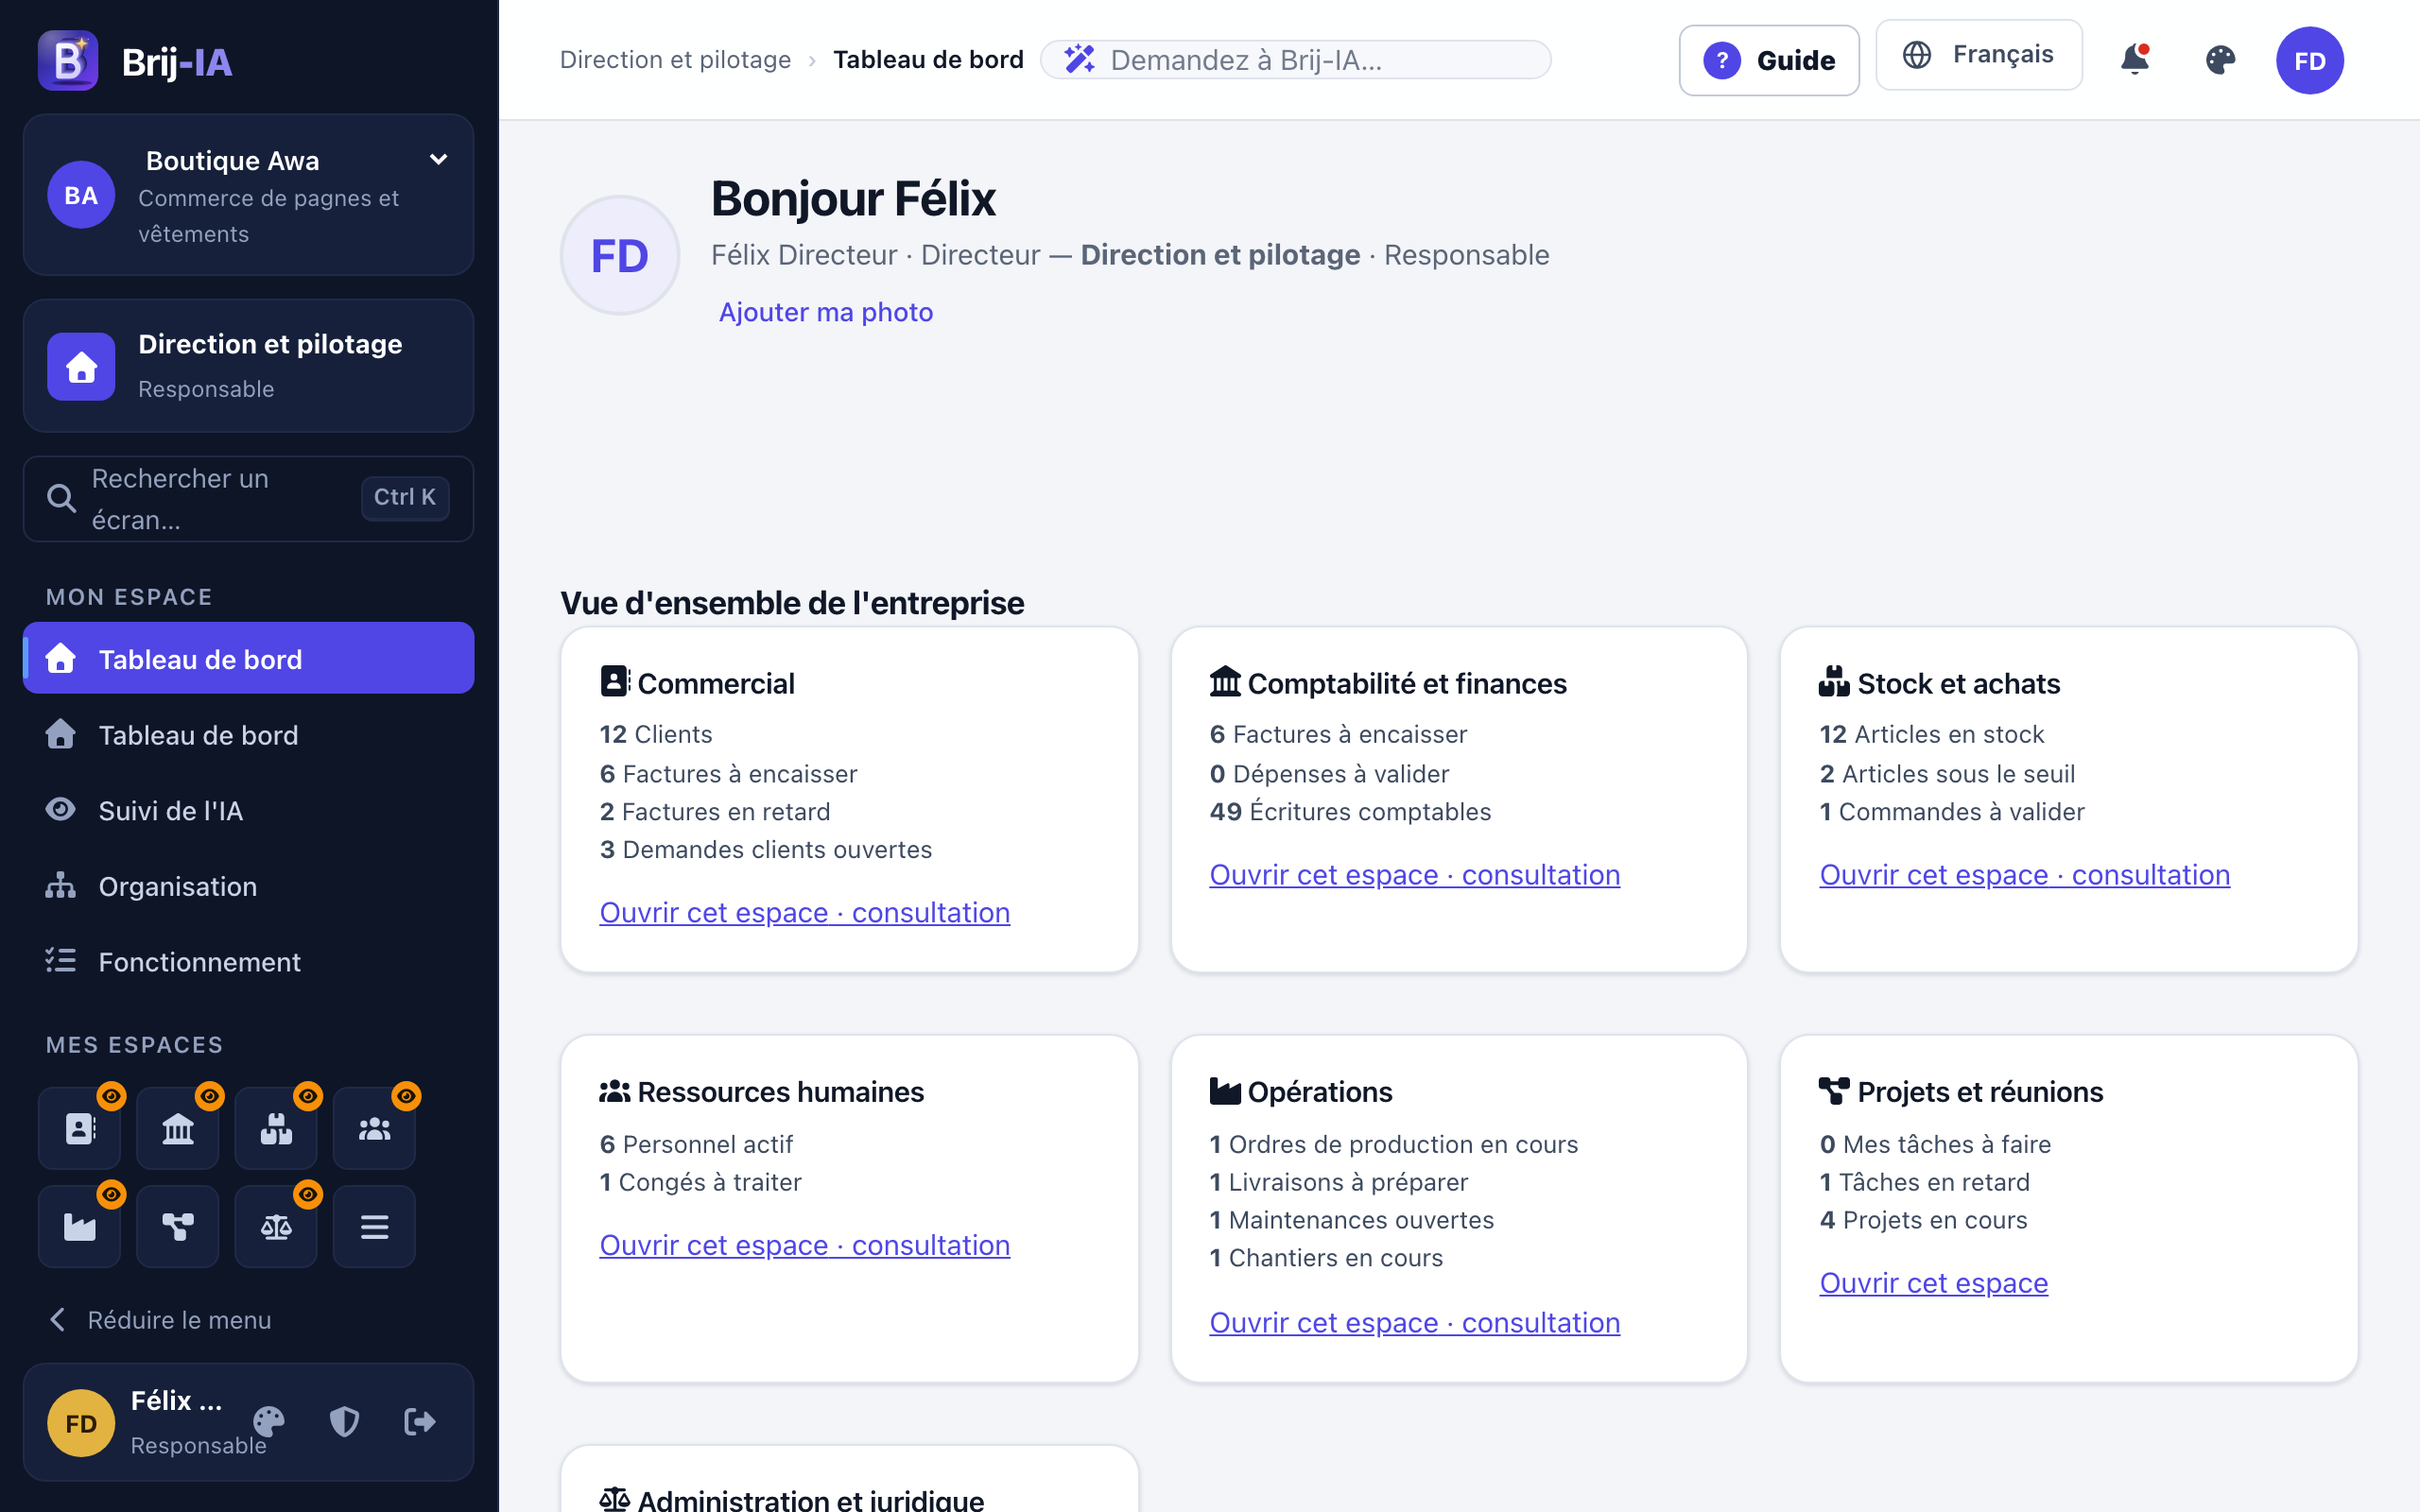 Brij-IA
BA
Boutique Awa
Commerce de pagnes et
vêtements
Direction et pilotage
Responsable
Rechercher un
écran...
Ctrl K
MON ESPACE
Tableau de bord
Tableau de bord
Suivi de l'IA
Organisation
Fonctionnement
MES ESPACES
Réduire le menu
FD
Félix ...
Responsable
Direction et pilotage › Tableau de bord
Demandez à Brij-IA...
? Guide
Français
FD
FD
Bonjour Félix
Félix Directeur · Directeur — Direction et pilotage · Responsable
Ajouter ma photo
Vue d'ensemble de l'entreprise
Commercial
12 Clients
6 Factures à encaisser
2 Factures en retard
3 Demandes clients ouvertes
Ouvrir cet espace · consultation
Comptabilité et finances
6 Factures à encaisser
0 Dépenses à valider
49 Écritures comptables
Ouvrir cet espace · consultation
Stock et achats
12 Articles en stock
2 Articles sous le seuil
1 Commandes à valider
Ouvrir cet espace · consultation
Ressources humaines
6 Personnel actif
1 Congés à traiter
Ouvrir cet espace · consultation
Opérations
1 Ordres de production en cours
1 Livraisons à préparer
1 Maintenances ouvertes
1 Chantiers en cours
Ouvrir cet espace · consultation
Projets et réunions
0 Mes tâches à faire
1 Tâches en retard
4 Projets en cours
Ouvrir cet espace
Administration et juridique